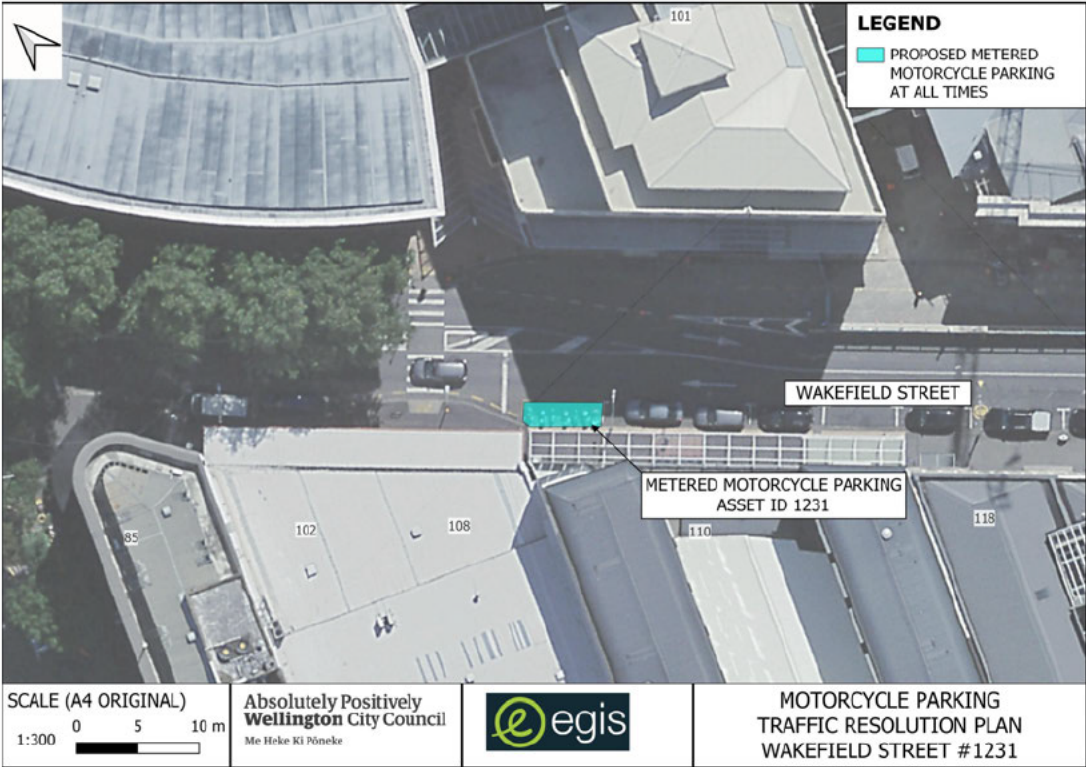 101
LEGEND
PROPOSED METERED
MOTORCYCLE PARKING
AT ALL TIMES
WAKEFIELD STREET
METERED MOTORCYCLE PARKING
ASSET ID 1231
85
102
108
110
118
SCALE (A4 ORIGINAL)
0 5 10 m
1:300
Absolutely Positively
Wellington City Council
Me Heke Ki Pōneke
e egis
MOTORCYCLE PARKING
TRAFFIC RESOLUTION PLAN
WAKEFIELD STREET #1231